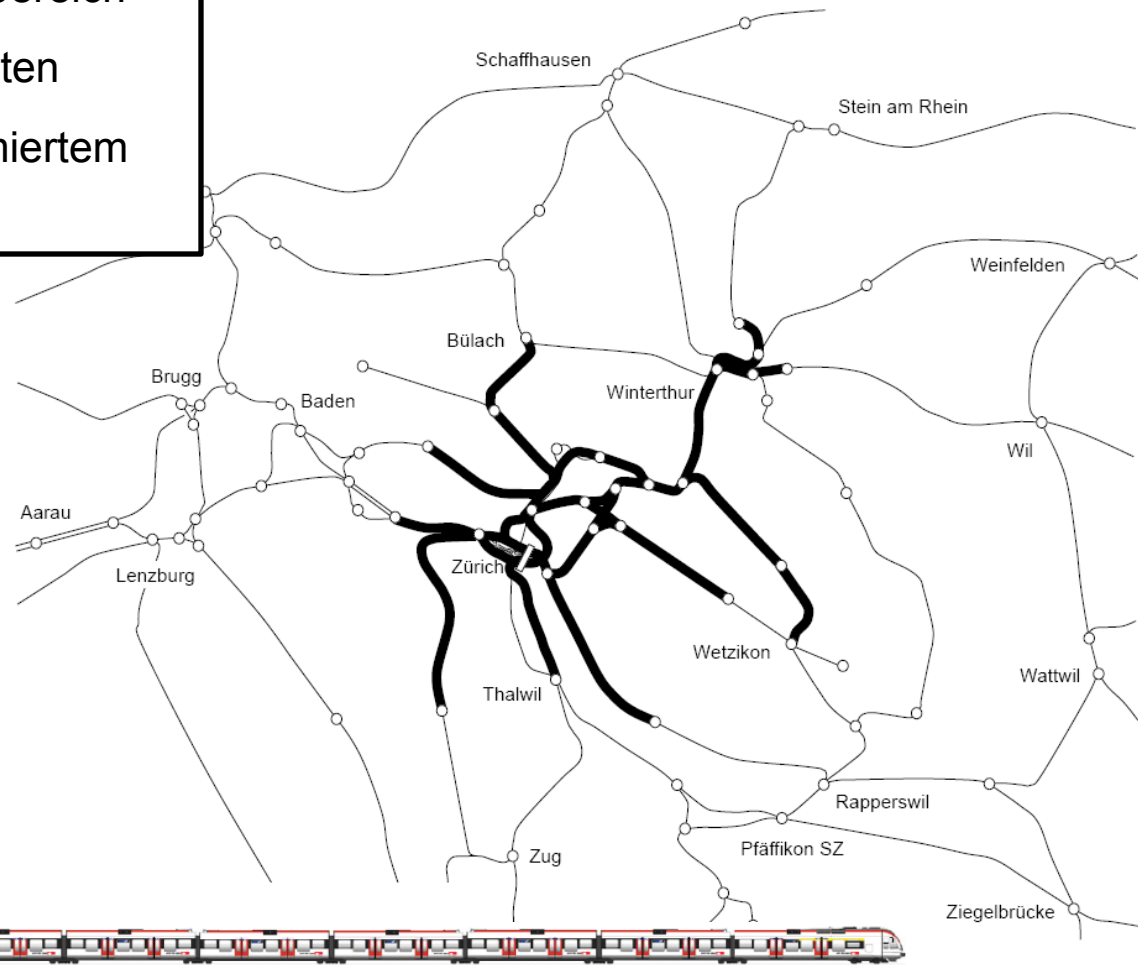 ten
Schaffhausen
Stein am Rhein
Weinfelden
Bülach
Brugg
Baden
Winterthur
Wil
Aarau
Zürich
Lenzburg
Wetzikon
Wattwil
Thalwil
Rapperswil
Pfäffikon SZ
Zug
Ziegelbrücke